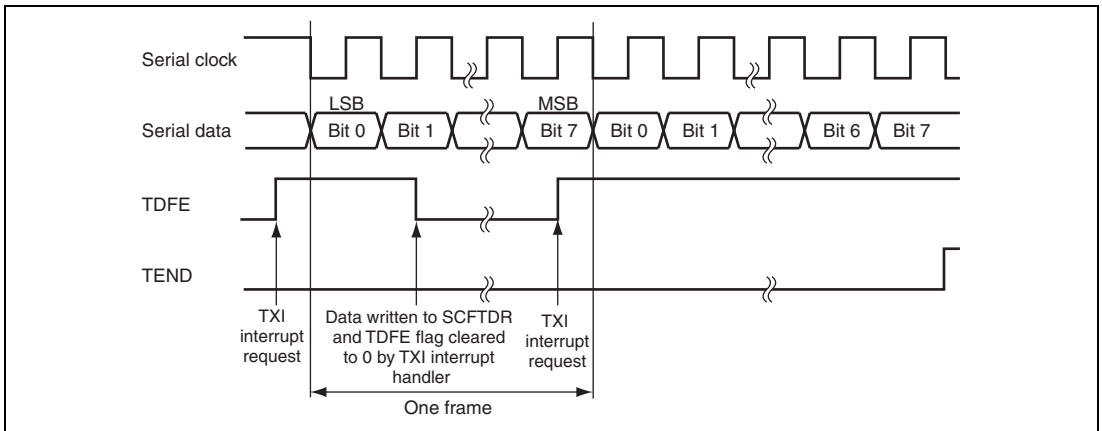 Serial clock
LSB
MSB
Serial data
Bit 0
Bit 1
Bit 7
Bit 0
Bit 1
Bit 6
Bit 7
TDFE
TEND
TXI
interrupt
request
Data written to SCFTDR
and TDFE flag cleared
to 0 by TXI interrupt
handler
TXI
interrupt
request
One frame